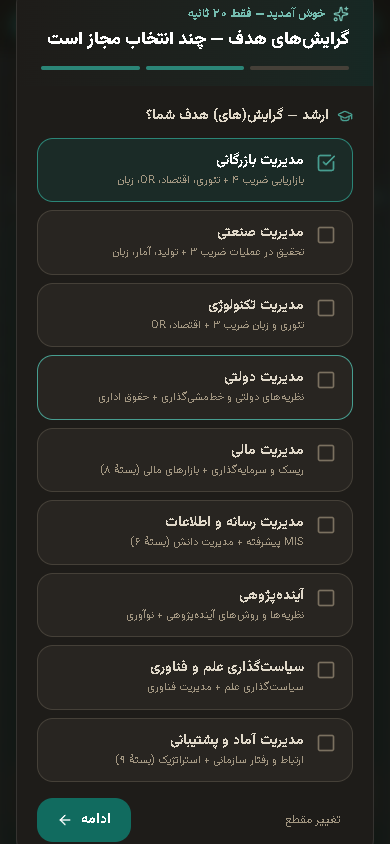 خوش آمدید — فقط ۲۰ ثانیه
گرایش‌های هدف — چند انتخاب مجاز است
ارشد — گرایش(های) هدف شما؟
مدیریت بازرگانی
بازاریابی ضریب ۴ + تئوری، اقتصاد، OR، زبان
مدیریت صنعتی
تحقیق در عملیات ضریب ۳ + تولید، آمار، زبان
مدیریت تکنولوژی
تئوری و زبان ضریب ۳ + اقتصاد، OR
مدیریت دولتی
نظریه‌های دولتی و خط‌مشی‌گذاری + حقوق اداری
مدیریت مالی
ریسک و سرمایه‌گذاری + بازارهای مالی (بستهٔ ۸)
مدیریت رسانه و اطلاعات
MIS پیشرفته + مدیریت دانش (بستهٔ ۶)
آینده‌پژوهی
نظریه‌ها و روش‌های آینده‌پژوهی + نوآوری
سیاست‌گذاری علم و فناوری
سیاست‌گذاری علم + مدیریت فناوری
مدیریت آماد و پشتیبانی
ارتباط و رفتار سازمانی + استراتژیک (بستهٔ ۹)
تغییر مقطع
ادامه